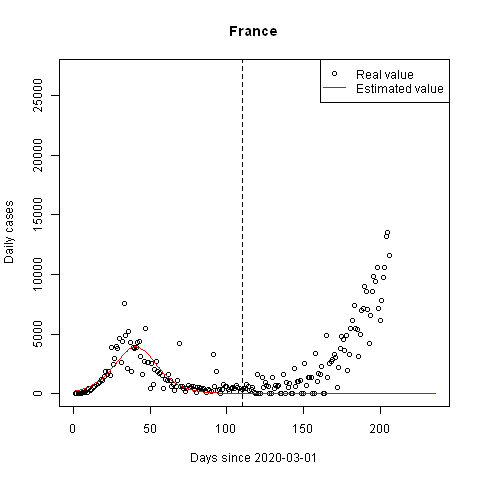 France
Real value
Estimated value
25000
20000
15000
10000
5000
0
Daily cases
0 50 100 150 200
Days since 2020-03-01